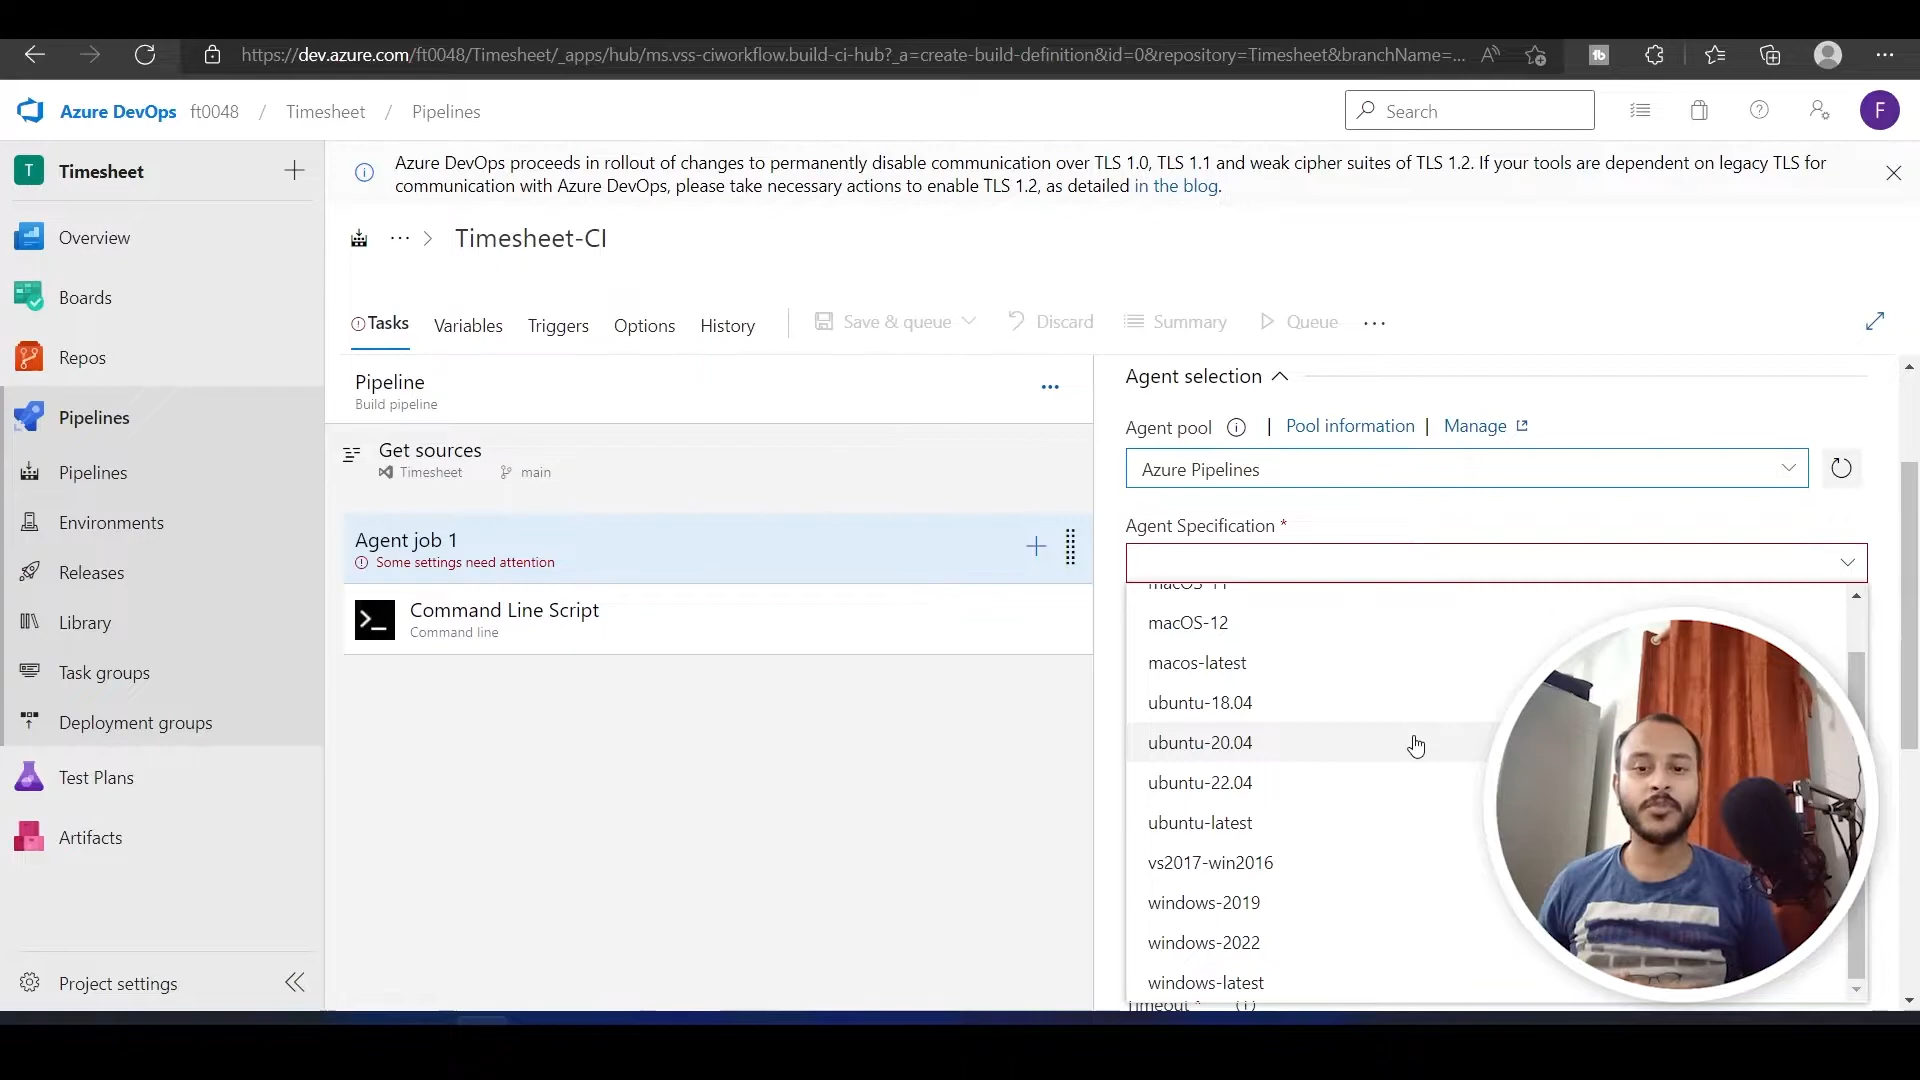 https://dev.azure.com/ft0048/Timesheet/_apps/hub/ms.vss-ciworkflow.build-ci-hub?_a=create-build-definition&id=0&repository=Timesheet&branchName=...
Azure DevOps ft0048 / Timesheet / Pipelines
Search
F
T Timesheet
Overview
Boards
Repos
Pipelines
Pipelines
Environments
Releases
Library
Task groups
Deployment groups
Test Plans
Artifacts
Project settings
Azure DevOps proceeds in rollout of changes to permanently disable communication over TLS 1.0, TLS 1.1 and weak cipher suites of TLS 1.2. If your tools are dependent on legacy TLS for
communication with Azure DevOps, please take necessary actions to enable TLS 1.2, as detailed in the blog.
... > Timesheet-CI
Tasks Variables Triggers Options History Save & queue Discard Summary Queue ...
Pipeline
Build pipeline
Get sources
Timesheet main
Agent job 1
Some settings need attention
Command Line Script
Command line
Agent selection
Agent pool | Pool information | Manage
Azure Pipelines
Agent Specification *
macOS-11
macOS-12
macos-latest
ubuntu-18.04
ubuntu-20.04
ubuntu-22.04
ubuntu-latest
vs2017-win2016
windows-2019
windows-2022
windows-latest
Timeout *